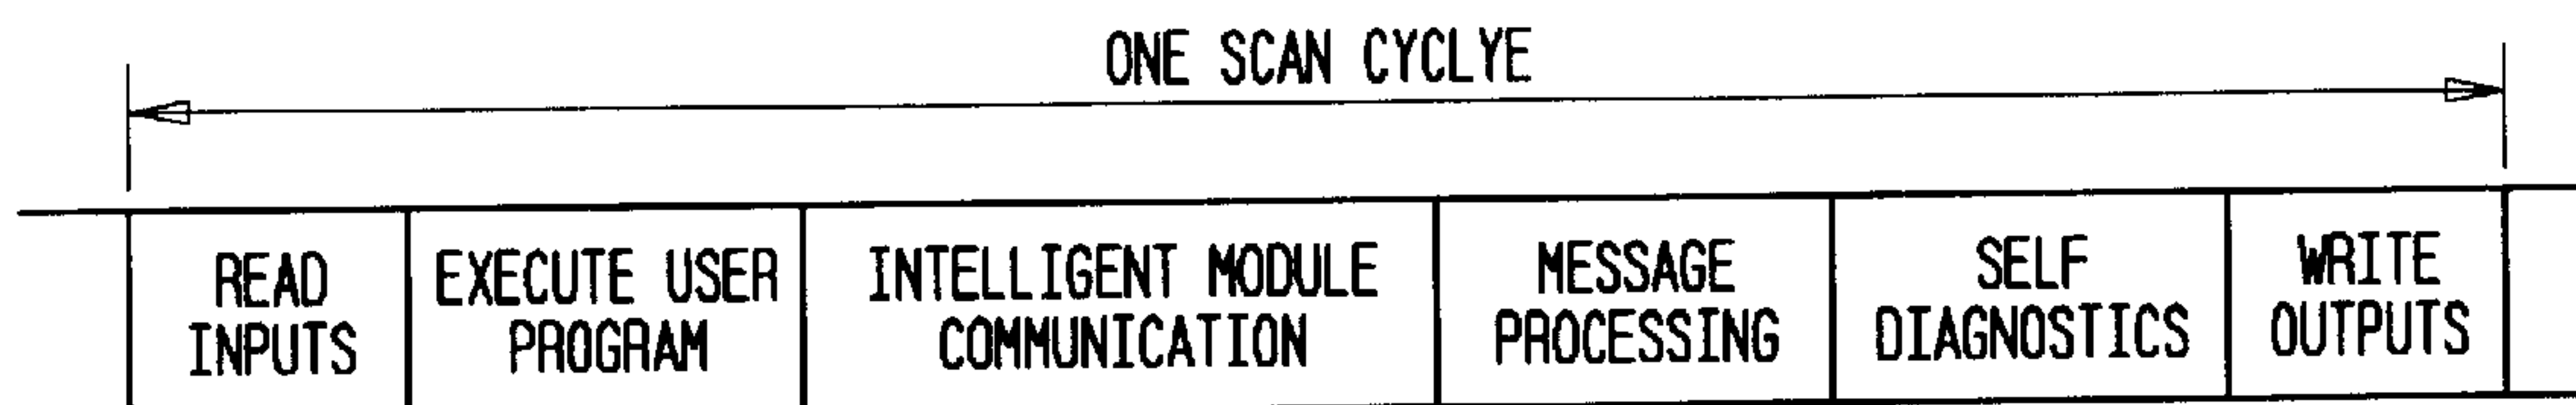 ONE SCAN CYCLYE
READ
INPUTS
EXECUTE USER
PROGRAM
INTELLIGENT MODULE
COMMUNICATION
MESSAGE
PROCESSING
SELF
DIAGNOSTICS
WRITE
OUTPUTS